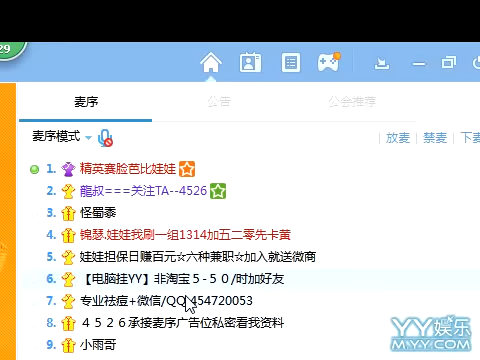 29
麦序
公告
公会推荐
麦序模式
放麦 禁麦 下麦
1. 精英赛脸芭比娃娃
2. 龍叔===关注TA--4526
3. 怪蜀黍
4. 锦瑟.娃娃我刷一组1314加五二零先卡黄
5. 娃娃担保日赚百元☆六种兼职☆加入就送微商
6. 【电脑挂YY】非淘宝５-５０/时加好友
7. 专业祛痘+微信/QQ 454720053
8. ４５２６承接麦序广告位私密看我资料
9. 小雨哥
YY娱乐
MYYY.COM